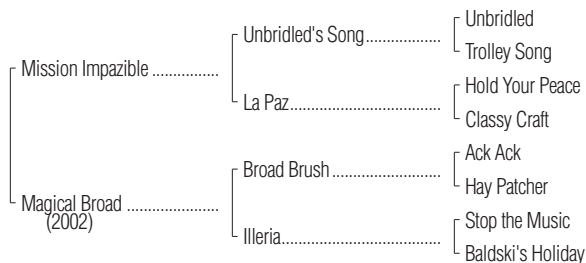 Unbridled
Unbridled's Song..................
Trolley Song
Mission Impazible ................
Hold Your Peace
La Paz....................................
Classy Craft
Ack Ack
Broad Brush..........................
Hay Patcher
Magical Broad ......................
(2002)
Stop the Music
Illeria......................................
Baldski's Holiday